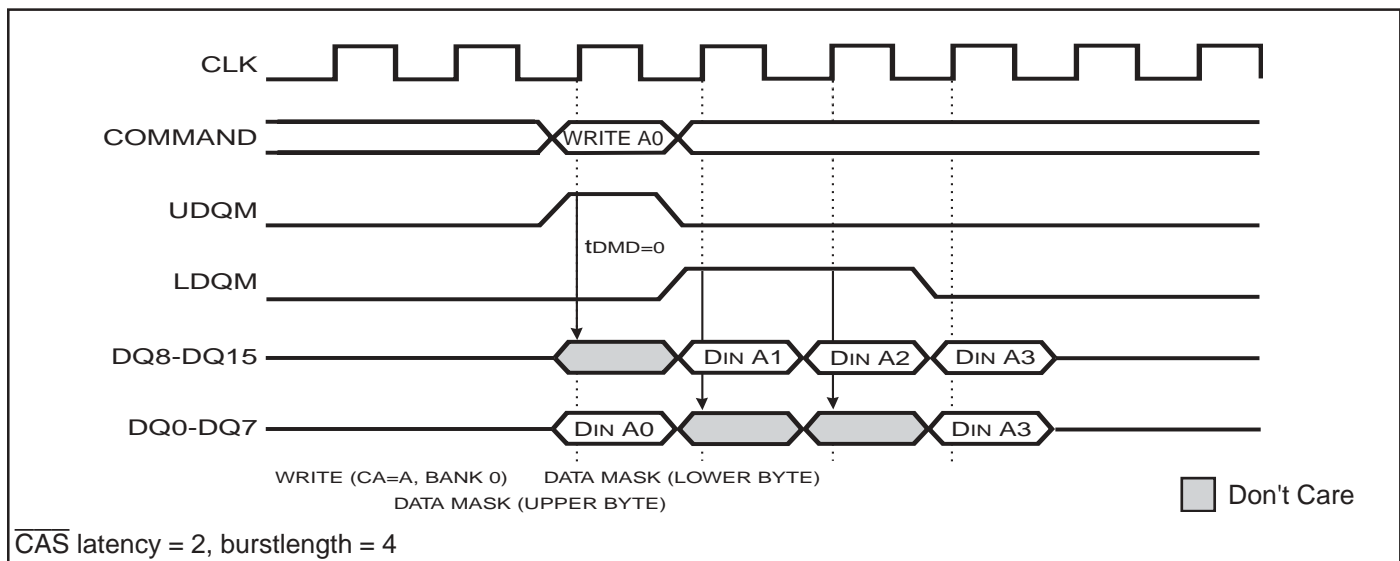 CLK
COMMAND WRITE A0
UDQM
tDMD=0
LDQM
DQ8-DQ15 DIN A1 DIN A2 DIN A3
DQ0-DQ7 DIN A0 DIN A3
WRITE (CA=A, BANK 0) DATA MASK (LOWER BYTE)
DATA MASK (UPPER BYTE)
Don't Care
C̅A̅S̅ latency = 2, burstlength = 4